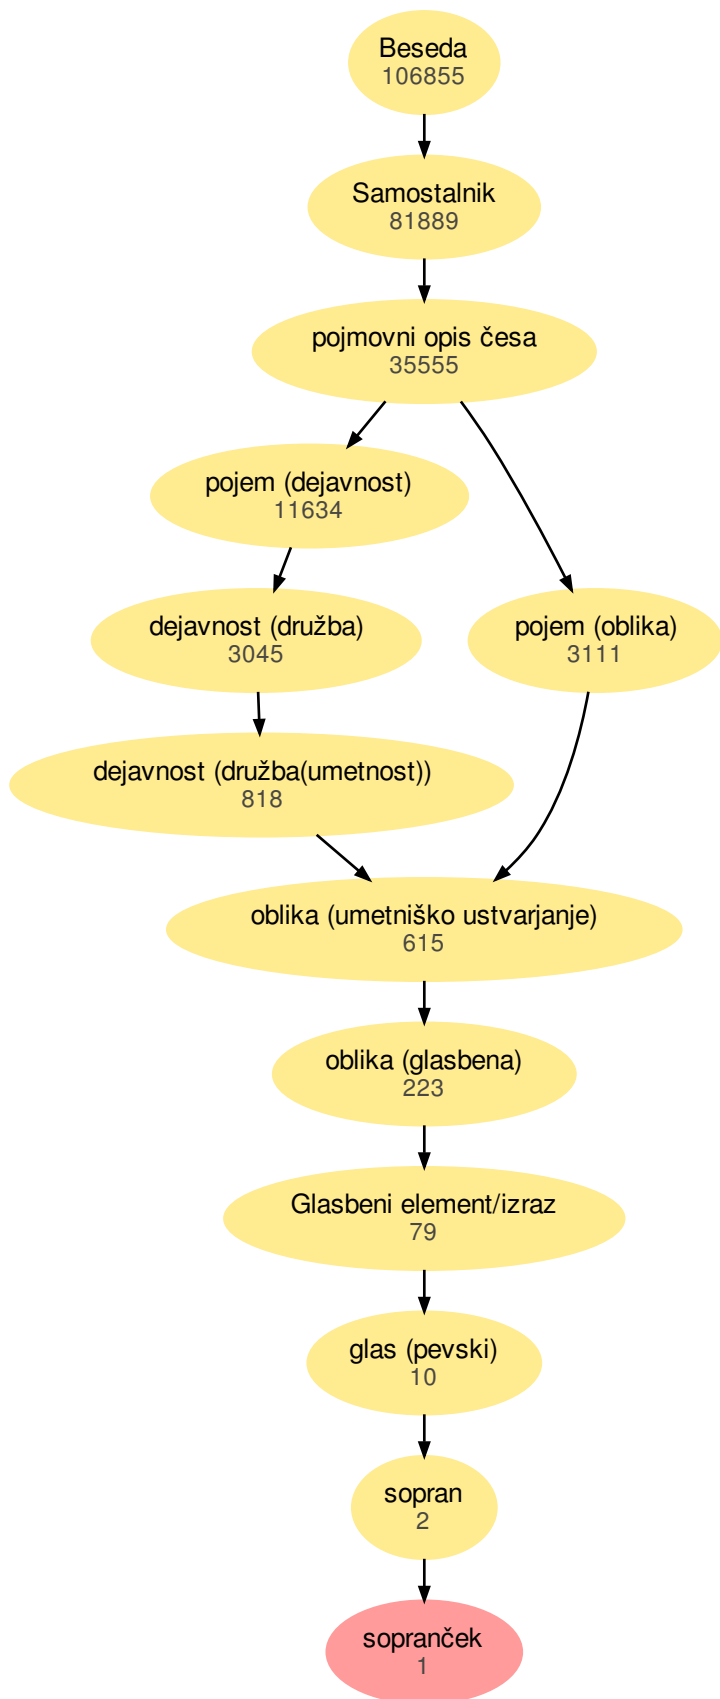 Beseda
106855
Samostalnik
81889
pojmovni opis česa
35555
pojem (dejavnost)
11634
dejavnost (družba)
3045
pojem (oblika)
3111
dejavnost (družba(umetnost))
818
oblika (umetniško ustvarjanje)
615
oblika (glasbena)
223
Glasbeni element/izraz
79
glas (pevski)
10
sopran
2
sopranček
1